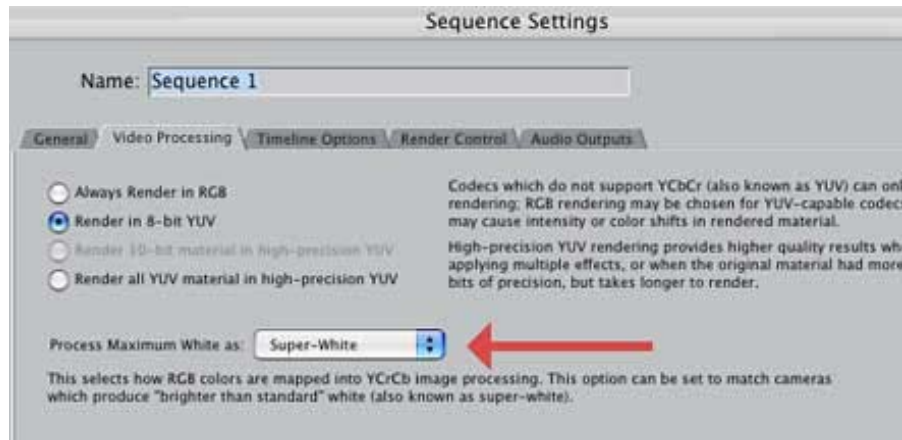 Sequence Settings
Name: Sequence 1
General Video Processing Timeline Options Render Control Audio Outputs
Always Render in RGB
Render in 8-bit YUV
Render 10-bit material in high-precision YUV
Render all YUV material in high-precision YUV
Codecs which do not support YCbCr (also known as YUV) can onl
rendering; RGB rendering may be chosen for YUV-capable codecs
may cause intensity or color shifts in rendered material.
High-precision YUV rendering provides higher quality results whe
applying multiple effects, or when the original material had more
bits of precision, but takes longer to render.
Process Maximum White as: Super-White
This selects how RGB colors are mapped into YCrCb image processing. This option can be set to match cameras
which produce "brighter than standard" white (also known as super-white).